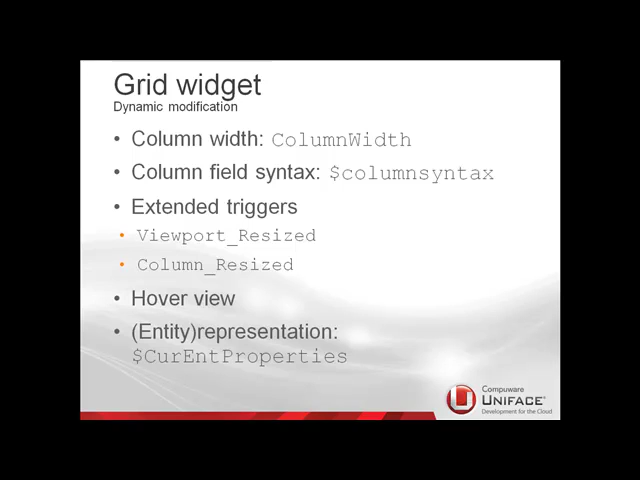 Grid widget
Dynamic modification
• Column width: ColumnWidth
• Column field syntax: $columnsyntax
• Extended triggers
• Viewport_Resized
• Column_Resized
• Hover view
• (Entity)representation:
$CurEntProperties
Compuware
UNIFACE®
Development for the Cloud